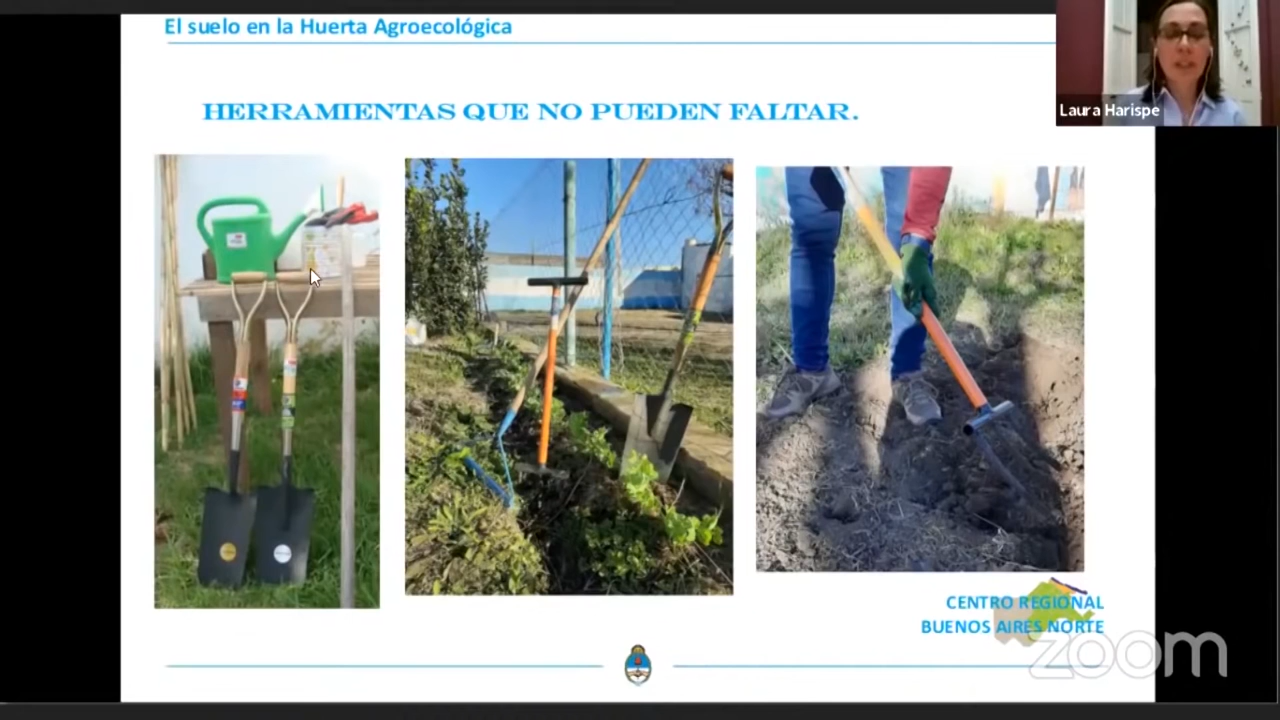 El suelo en la Huerta Agroecológica
HERRAMIENTAS QUE NO PUEDEN FALTAR.
Laura Harispe
CENTRO REGIONAL
BUENOS AIRES NORTE
zoom